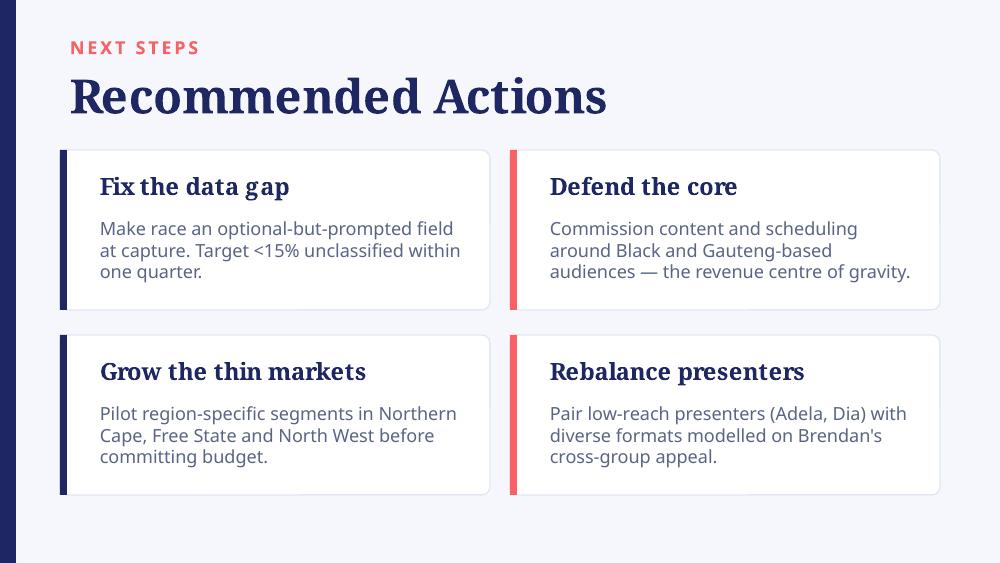 NEXT STEPS
Recommended Actions
Fix the data gap
Make race an optional-but-prompted field
at capture. Target <15% unclassified within
one quarter.
Defend the core
Commission content and scheduling
around Black and Gauteng-based
audiences — the revenue centre of gravity.
Grow the thin markets
Pilot region-specific segments in Northern
Cape, Free State and North West before
committing budget.
Rebalance presenters
Pair low-reach presenters (Adela, Dia) with
diverse formats modelled on Brendan's
cross-group appeal.